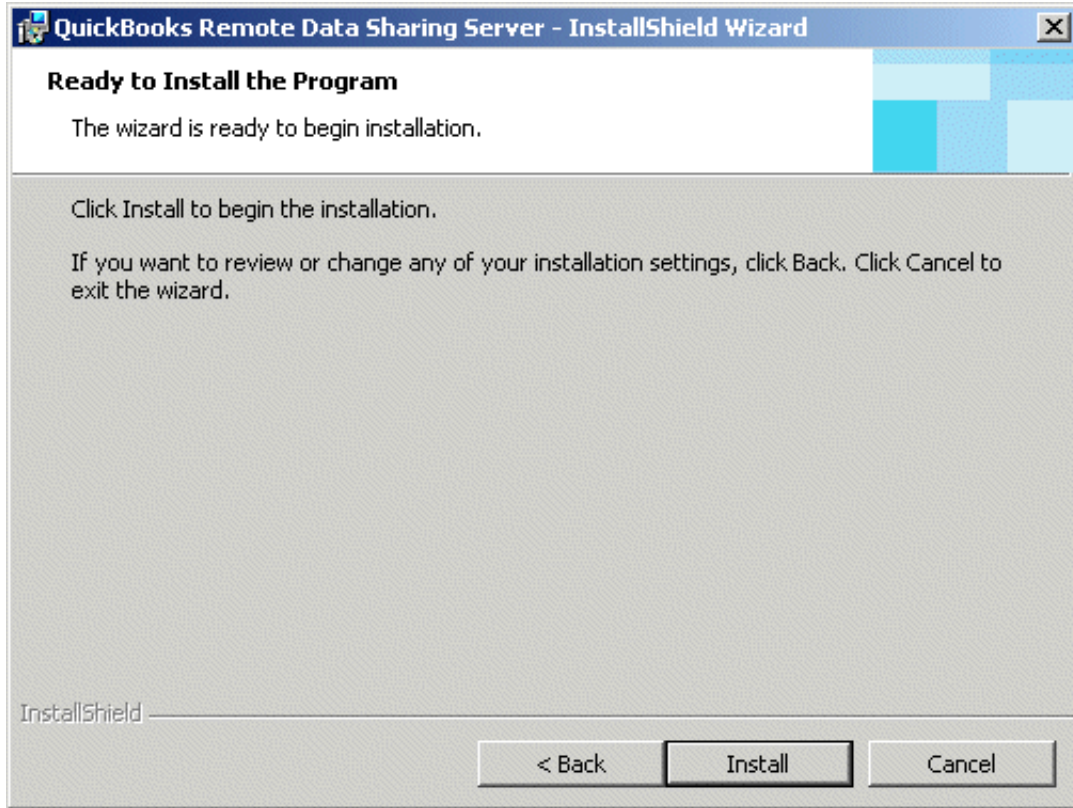 QuickBooks Remote Data Sharing Server - InstallShield Wizard
Ready to Install the Program
The wizard is ready to begin installation.
Click Install to begin the installation.
If you want to review or change any of your installation settings, click Back. Click Cancel to
exit the wizard.
InstallShield
< Back Install Cancel